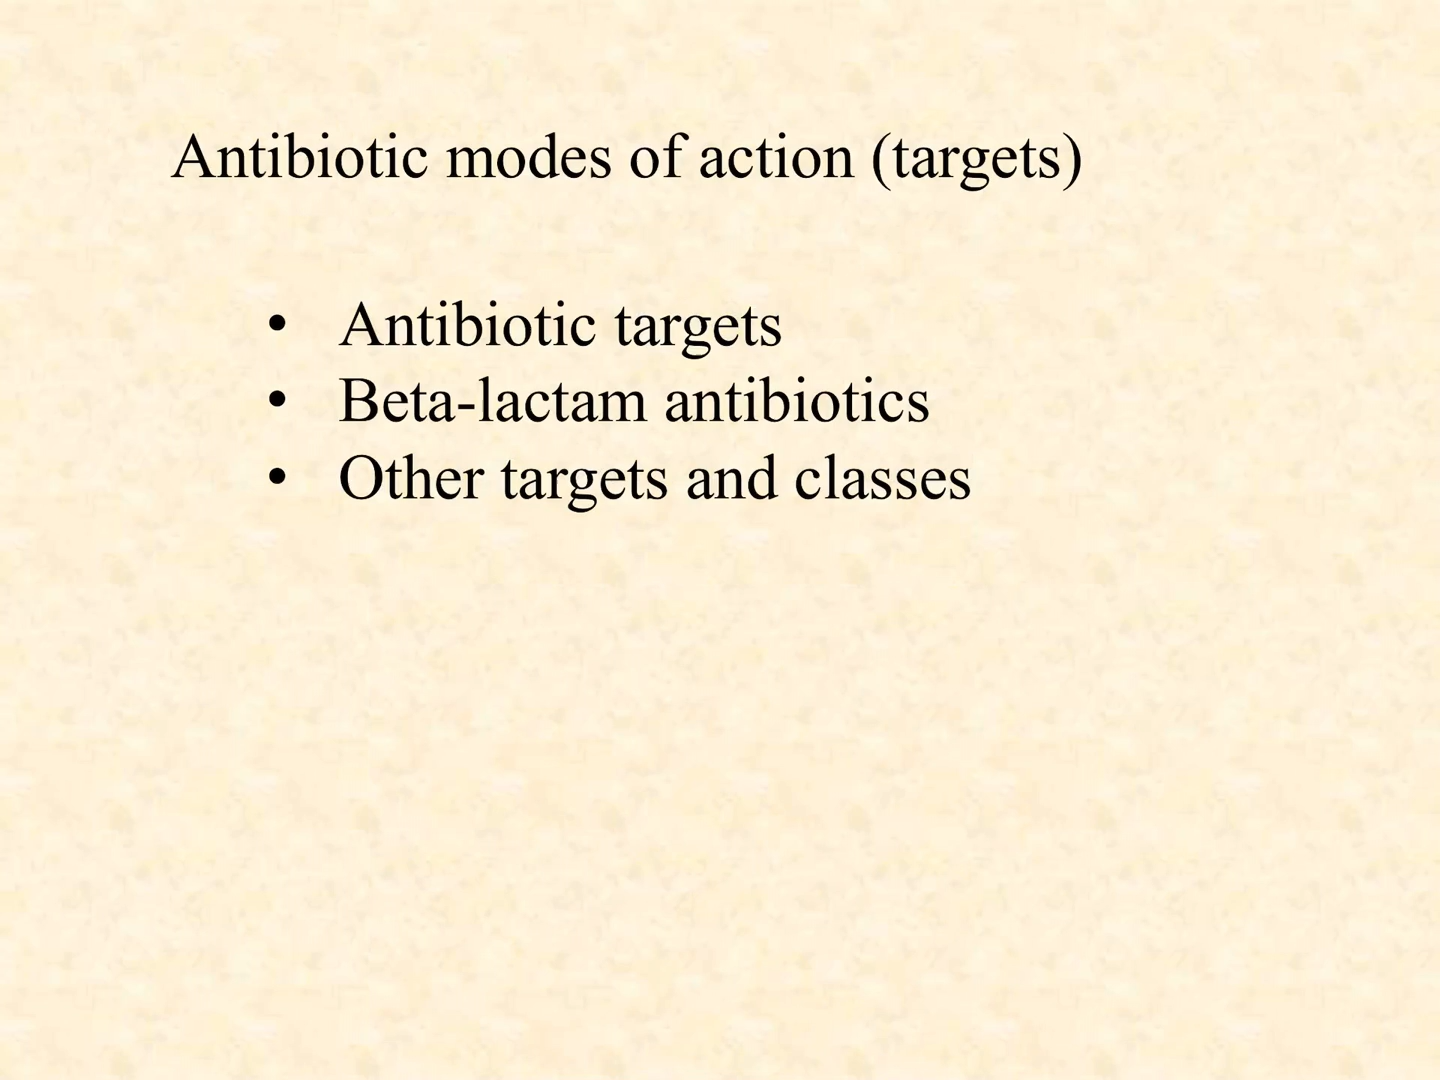 Antibiotic modes of action (targets)
• Antibiotic targets
• Beta-lactam antibiotics
• Other targets and classes